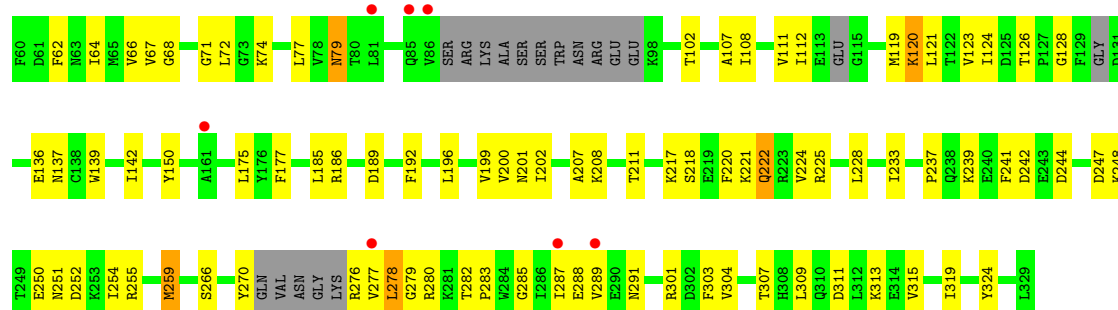 F60 D61 F62 N63 I64 M65 V66 V67 G68 G71 L72 G73 K74 L77 V78 N79 T80 L81 Q85 V86 SER ARG LYS ALA SER SER TRP ASN ARG GLU GLU K98 T102 A107 I108 V111 I112 E113 GLU G115 M119 K120 L121 T122 V123 I124 D125 T126 P127 G128 F129 GLY D131
E136 N137 C138 W139 I142 Y150 A161 L175 Y176 F177 L185 R186 D189 F192 L196 V199 V200 N201 I202 A207 K208 T211 K217 S218 E219 F220 K221 Q222 R223 V224 R225 L228 I233 P237 Q238 K239 E240 F241 D242 E243 D244 D247 K248
T249 E250 N251 D252 K253 I254 R255 M259 S266 Y270 GLN VAL ASN GLY LYS R276 V277 L278 G279 R280 K281 T282 P283 W284 G285 I286 I287 E288 V289 E290 N291 R301 D302 F303 V304 T307 H308 L309 Q310 D311 L312 K313 E314 V315 I319 Y324 L329